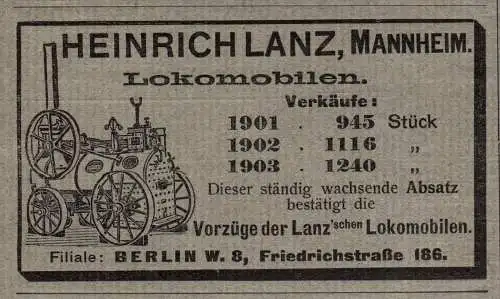 HEINRICH LANZ, MANNHEIM.
Lokomobilen.
Verkäufe:
1901 . 945 Stück
1902 . 1116 „
1903 . 1240 „
Dieser ständig wachsende Absatz
bestätigt die
Vorzüge der Lanz'schen Lokomobilen.
Filiale: BERLIN W. 8, Friedrichstraße 186.